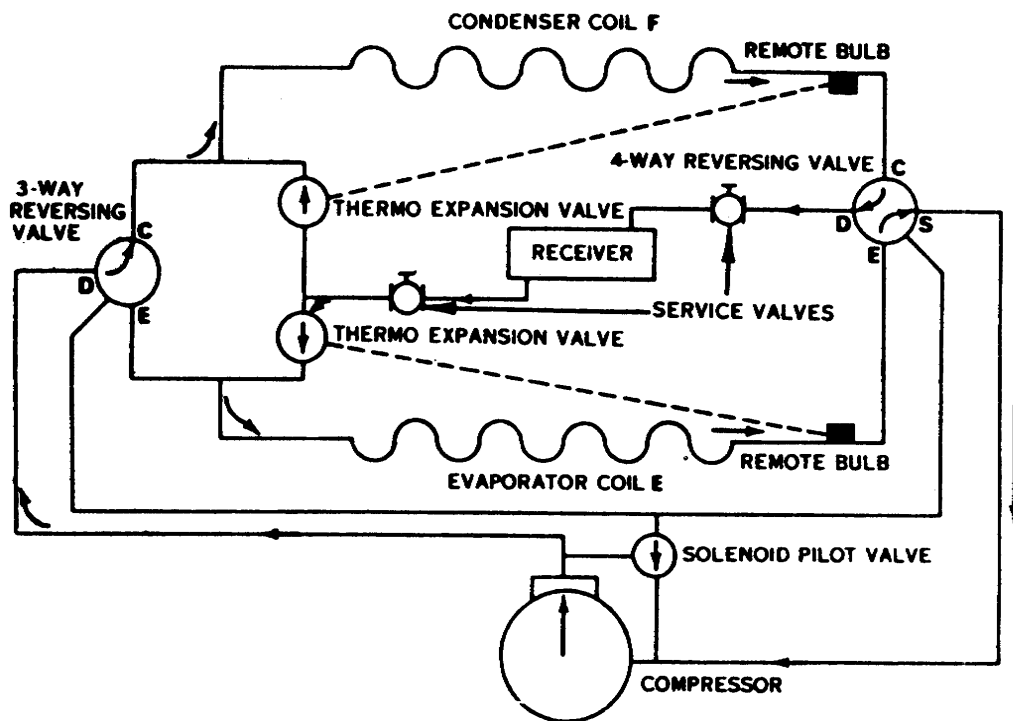 CONDENSER COIL F
REMOTE BULB
4-WAY REVERSING VALVE
C
3-WAY
REVERSING
VALVE
C
THERMO EXPANSION VALVE
D
S
RECEIVER
E
D
E
SERVICE VALVES
THERMO EXPANSION VALVE
REMOTE BULB
EVAPORATOR COIL E
SOLENOID PILOT VALVE
COMPRESSOR